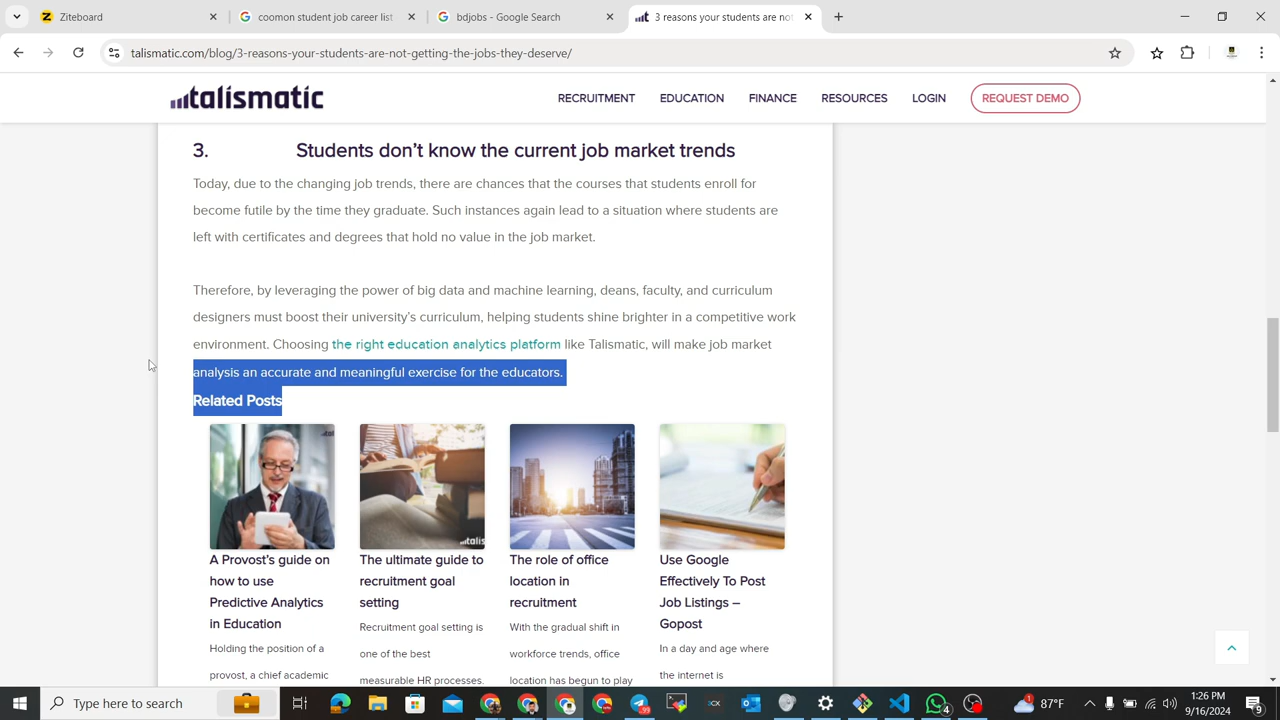 Ziteboard
coomon student job career list
bdjobs - Google Search
3 reasons your students are not
talismatic.com/blog/3-reasons-your-students-are-not-getting-the-jobs-they-deserve/
talismatic
RECRUITMENT
EDUCATION
FINANCE
RESOURCES
LOGIN
REQUEST DEMO
3. Students don’t know the current job market trends
Today, due to the changing job trends, there are chances that the courses that students enroll for
become futile by the time they graduate. Such instances again lead to a situation where students are
left with certificates and degrees that hold no value in the job market.
Therefore, by leveraging the power of big data and machine learning, deans, faculty, and curriculum
designers must boost their university’s curriculum, helping students shine brighter in a competitive work
environment. Choosing the right education analytics platform like Talismatic, will make job market
analysis an accurate and meaningful exercise for the educators.
Related Posts
A Provost’s guide on
how to use
Predictive Analytics
in Education
Holding the position of a
provost, a chief academic
The ultimate guide to
recruitment goal
setting
Recruitment goal setting is
one of the best
measurable HR processes.
The role of office
location in
recruitment
With the gradual shift in
workforce trends, office
location has begun to play
Use Google
Effectively To Post
Job Listings –
Gopost
In a day and age where
the internet is
Type here to search
99
4
1
87°F
1:26 PM
9/16/2024
9